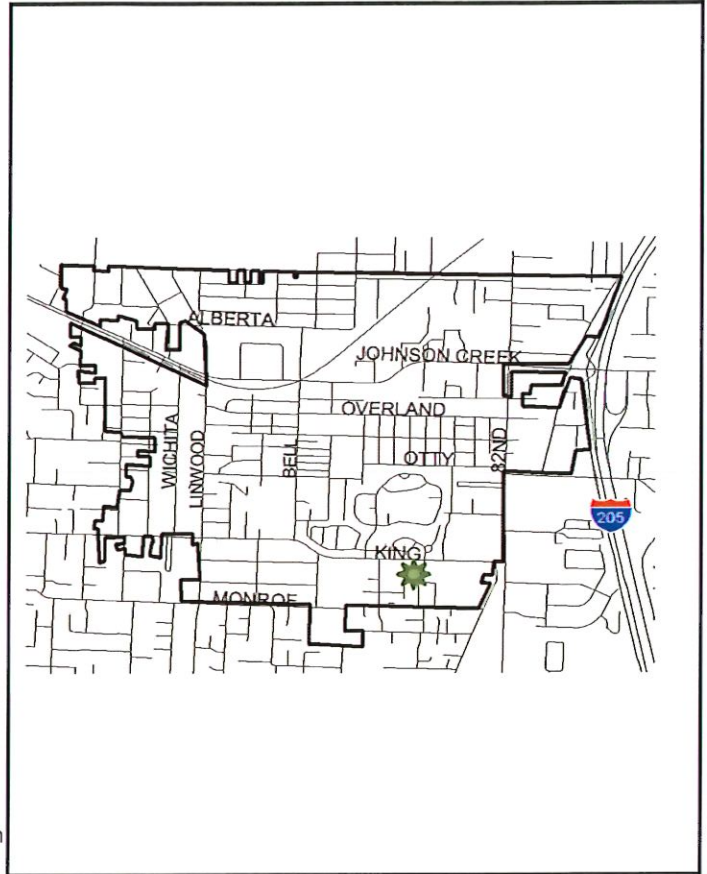 ALBERTA
JOHNSON CREEK
OVERLAND
WICHITA
LINWOOD
BELL
OTTY
82ND
205
KING
MONROE